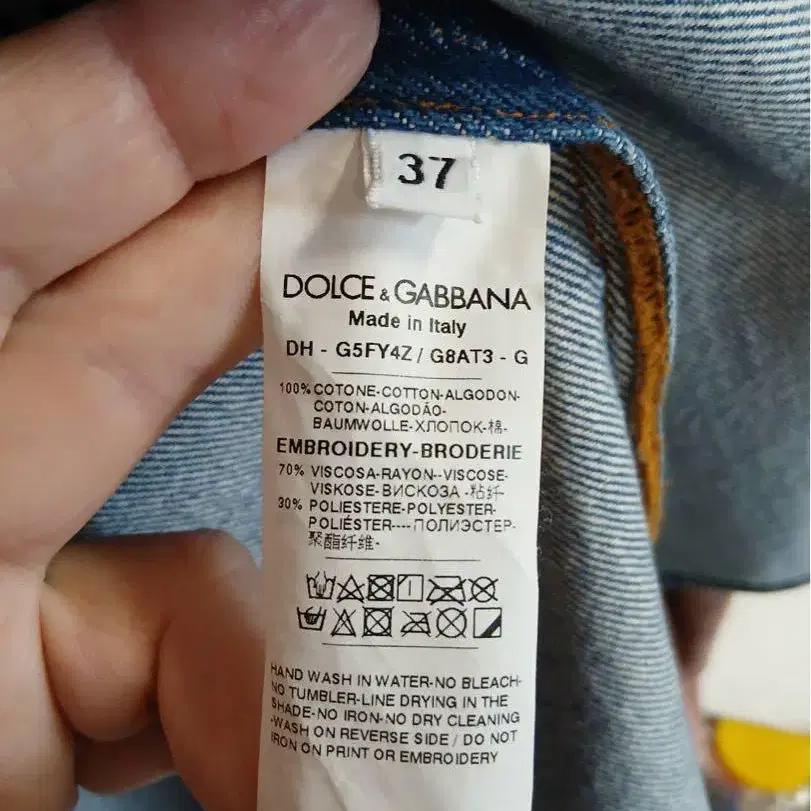 37
DOLCE & GABBANA
Made in Italy
DH - G5FY4Z / G8AT3 - G
100% COTONE-COTTON-ALGODON-
COTON-ALGODÃO-
BAUMWOLLE-ХЛОПОК-棉-
EMBROIDERY-BRODERIE
70% VISCOSA-RAYON--VISCOSE-
VISKOSE-ВИСКОЗА -粘纤-
30% POLIESTERE-POLYESTER-
POLIÉSTER----ПОЛИЭСТЕР-
聚酯纤维-
HAND WASH IN WATER-NO BLEACH-
NO TUMBLER-LINE DRYING IN THE
SHADE-NO IRON-NO DRY CLEANING
-WASH ON REVERSE SIDE / DO NOT
IRON ON PRINT OR EMBROIDERY